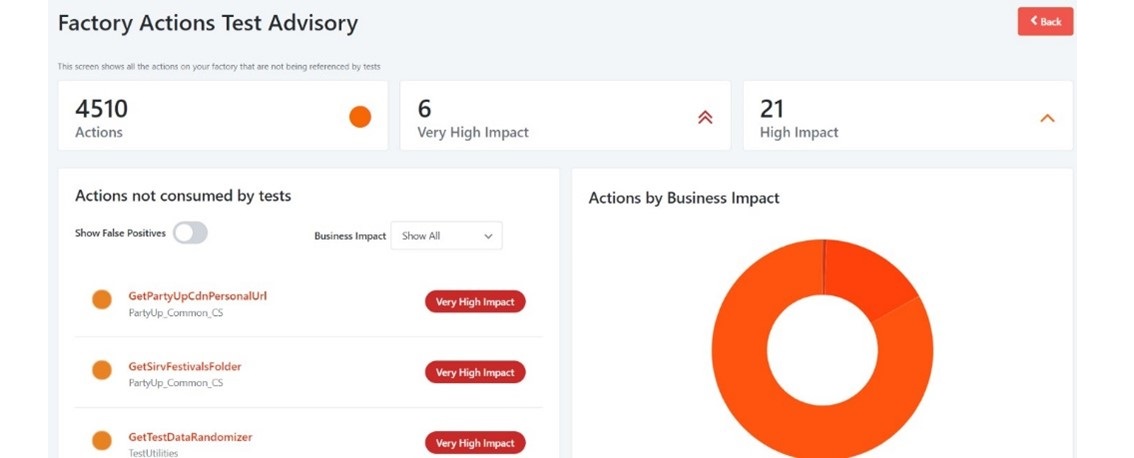 Factory Actions Test Advisory
Back
This screen shows all the actions on your factory that are not being referenced by tests
4510
Actions
6
Very High Impact
21
High Impact
Actions not consumed by tests
Show False Positives
Business Impact
Show All
GetPartyUpCdnPersonalUrl
PartyUp_Common_CS
Very High Impact
GetSirvFestivalsFolder
PartyUp_Common_CS
Very High Impact
GetTestDataRandomizer
TestUtilities
Very High Impact
Actions by Business Impact